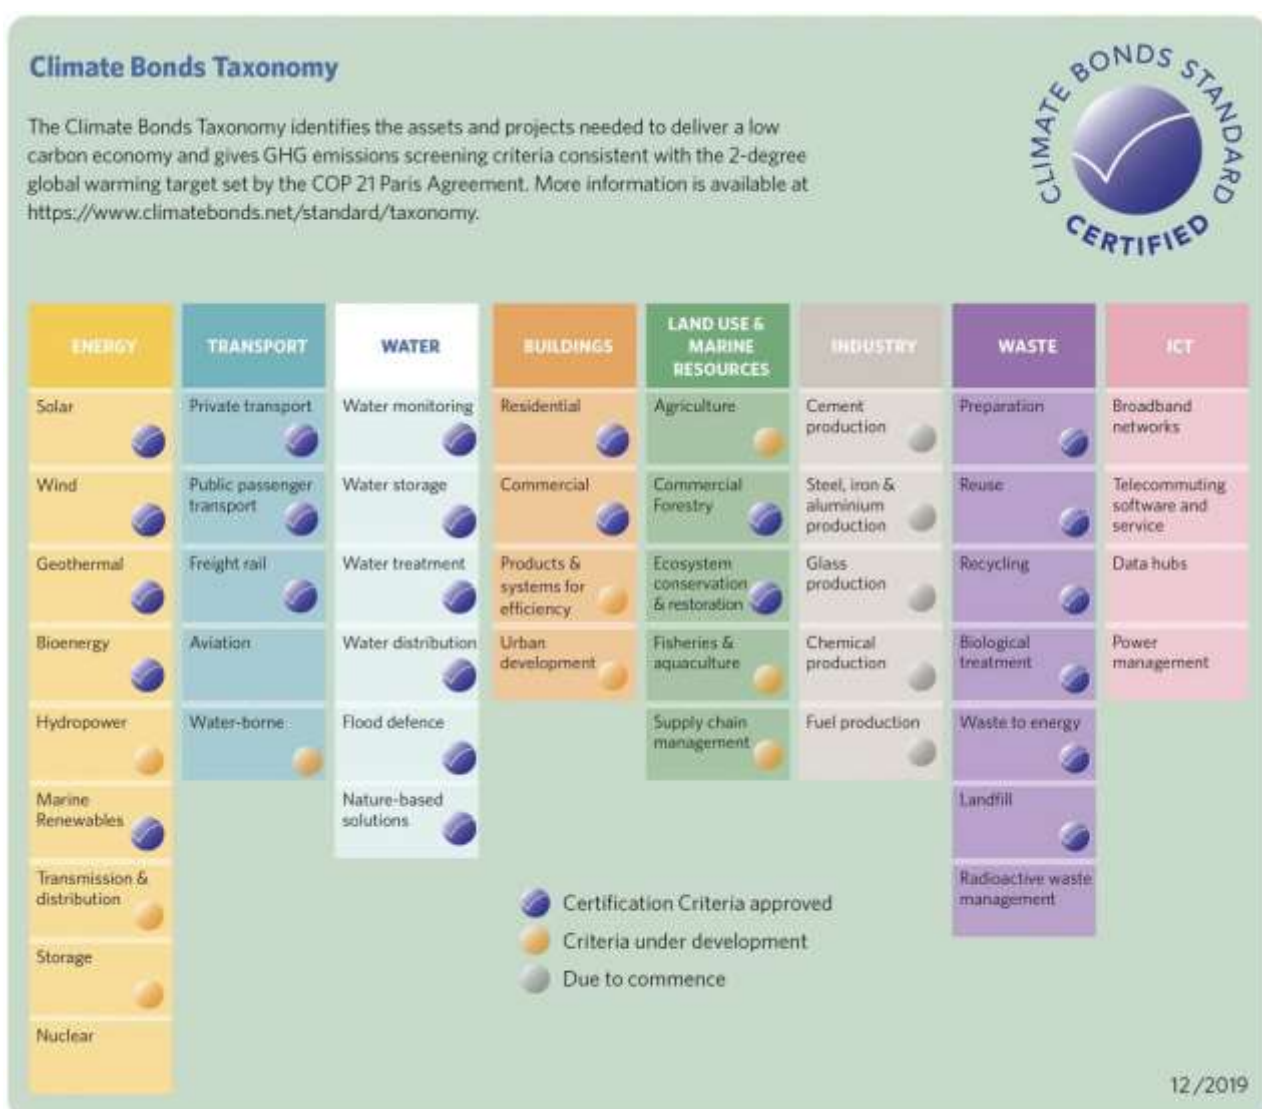 Climate Bonds Taxonomy
The Climate Bonds Taxonomy identifies the assets and projects needed to deliver a low
carbon economy and gives GHG emissions screening criteria consistent with the 2-degree
global warming target set by the COP 21 Paris Agreement. More information is available at
https://www.climatebonds.net/standard/taxonomy.
CLIMATE BONDS STANDARD
CERTIFIED
ENERGY
Solar
Wind
Geothermal
Bioenergy
Hydropower
Marine
Renewables
Transmission &
distribution
Storage
Nuclear
TRANSPORT
Private transport
Public passenger
transport
Freight rail
Aviation
Water-borne
WATER
Water monitoring
Water storage
Water treatment
Water distribution
Flood defence
Nature-based
solutions
BUILDINGS
Residential
Commercial
Products &
systems for
efficiency
Urban
development
LAND USE &
MARINE
RESOURCES
Agriculture
Commercial
Forestry
Ecosystem
conservation
& restoration
Fisheries &
aquaculture
Supply chain
management
INDUSTRY
Cement
production
Steel, iron &
aluminium
production
Glass
production
Chemical
production
Fuel production
WASTE
Preparation
Reuse
Recycling
Biological
treatment
Waste to energy
Landfill
Radioactive waste
management
ICT
Broadband
networks
Telecommuting
software and
service
Data hubs
Power
management
Certification Criteria approved
Criteria under development
Due to commence
12/2019